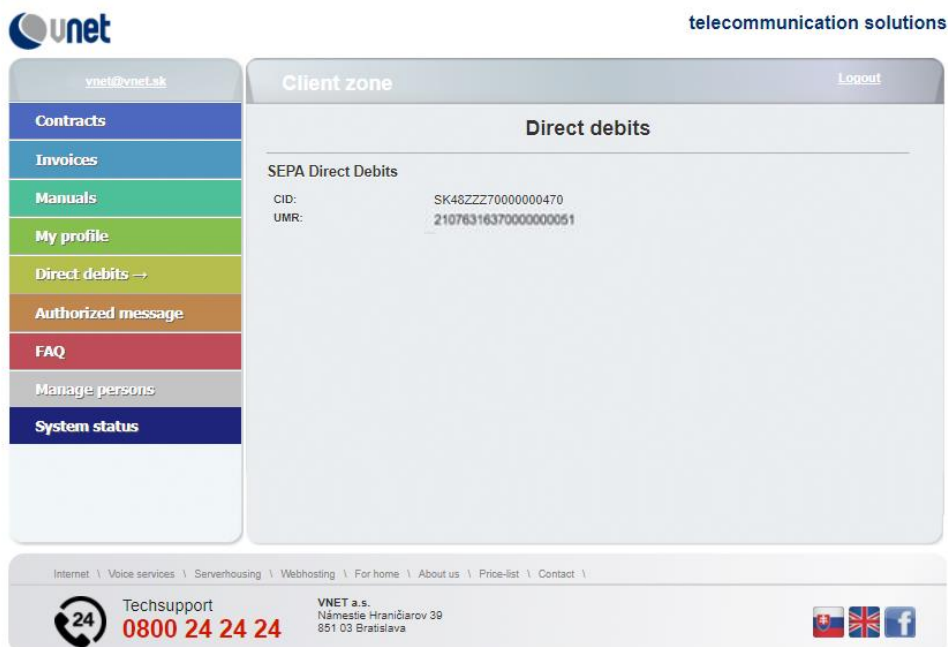 vnet
telecommunication solutions
vnet@vnet.sk
Client zone
Logout
Contracts
Invoices
Manuals
My profile
Direct debits →
Authorized message
FAQ
Manage persons
System status
Direct debits
SEPA Direct Debits
CID: SK48ZZZ70000000470
UMR: 21076316370000000051
Internet \ Voice services \ Serverhousing \ Webhosting \ For home \ About us \ Price-list \ Contact \
24
Techsupport
0800 24 24 24
VNET a.s.
Námestie Hraničiarov 39
851 03 Bratislava
f